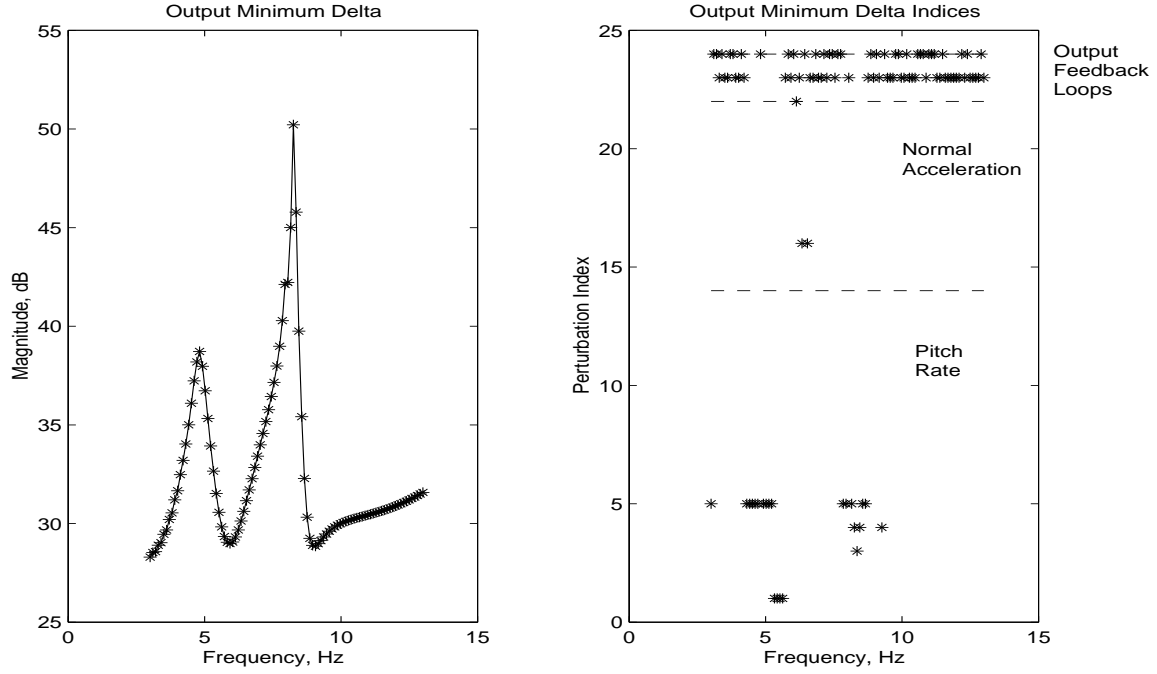 Output Minimum Delta
55
50
45
40
35
30
25
Magnitude, dB
0
5
10
15
Frequency, Hz
Output Minimum Delta Indices
25
20
15
10
5
0
Perturbation Index
0
5
10
15
Frequency, Hz
Output
Feedback
Loops
Normal
Acceleration
Pitch
Rate